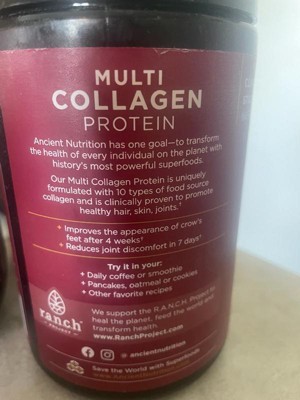 MULTI
COLLAGEN
PROTEIN
Ancient Nutrition has one goal—to transform
the health of every individual on the planet with
history's most powerful superfoods.
Our Multi Collagen Protein is uniquely
formulated with 10 types of food source
collagen and is clinically proven to promote
healthy hair, skin, joints.†
+ Improves the appearance of crow's
feet after 4 weeks†
+ Reduces joint discomfort in 7 days†
Try it in your:
+ Daily coffee or smoothie
+ Pancakes, oatmeal or cookies
+ Other favorite recipes
r.a.n.c.h
PROJECT
We support the R.A.N.C.H. Project to
heal the planet, feed the world and
transform health.
www.RanchProject.com
@ancientnutrition
Save the World with Superfoods